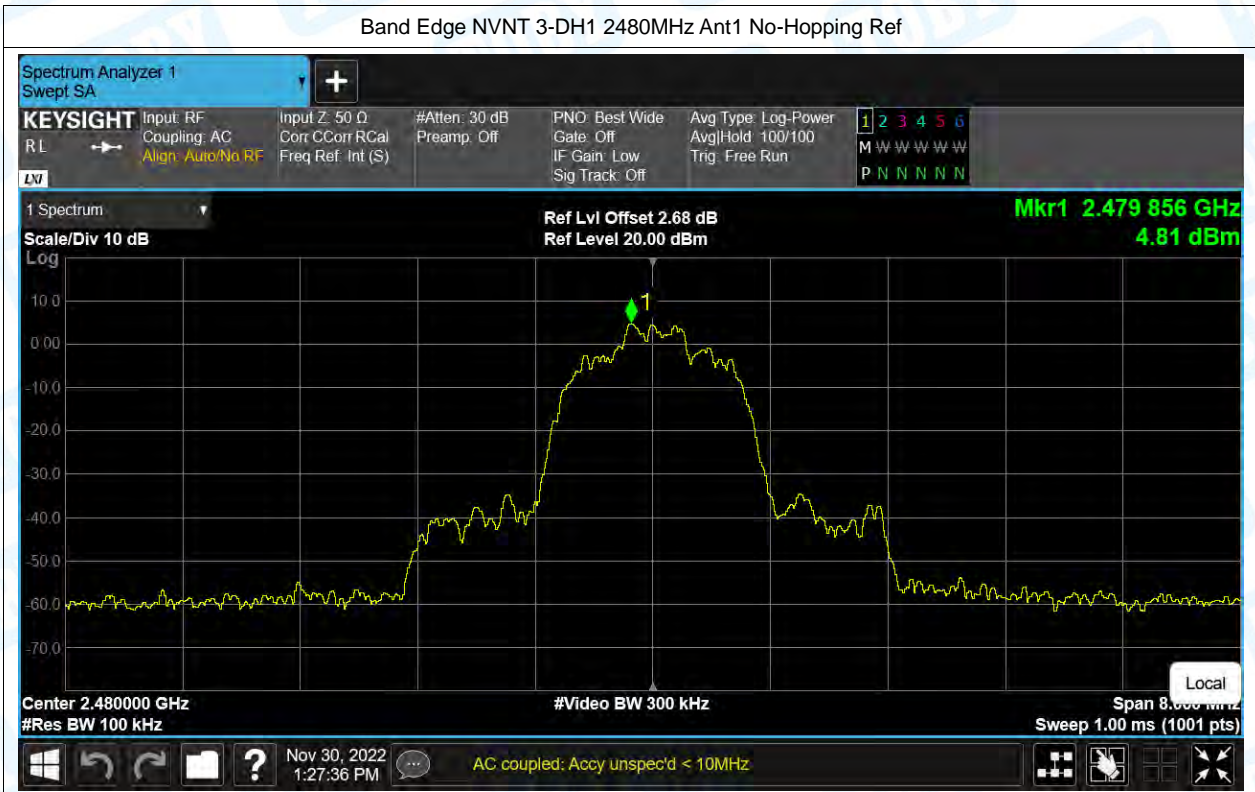 Band Edge NVNT 3-DH1 2480MHz Ant1 No-Hopping Ref
Spectrum Analyzer 1
Swept SA
KEYSIGHT
RL
LXI
Input: RF
Coupling: AC
Align: Auto/No RF
Input Z: 50 Ω
Corr CCorr RCal
Freq Ref: Int (S)
#Atten: 30 dB
Preamp: Off
PNO: Best Wide
Gate: Off
IF Gain: Low
Sig Track: Off
Avg Type: Log-Power
Avg|Hold: 100/100
Trig: Free Run
1 2 3 4 5 6
M W W W W W
P N N N N N
1 Spectrum
Scale/Div 10 dB
Ref Lvl Offset 2.68 dB
Ref Level 20.00 dBm
Mkr1 2.479 856 GHz
4.81 dBm
Log
10.0
0.00
-10.0
-20.0
-30.0
-40.0
-50.0
-60.0
-70.0
1
Local
Center 2.480000 GHz
#Res BW 100 kHz
#Video BW 300 kHz
Span 8.000 MHz
Sweep 1.00 ms (1001 pts)
Nov 30, 2022
1:27:36 PM
AC coupled: Accy unspec'd < 10MHz